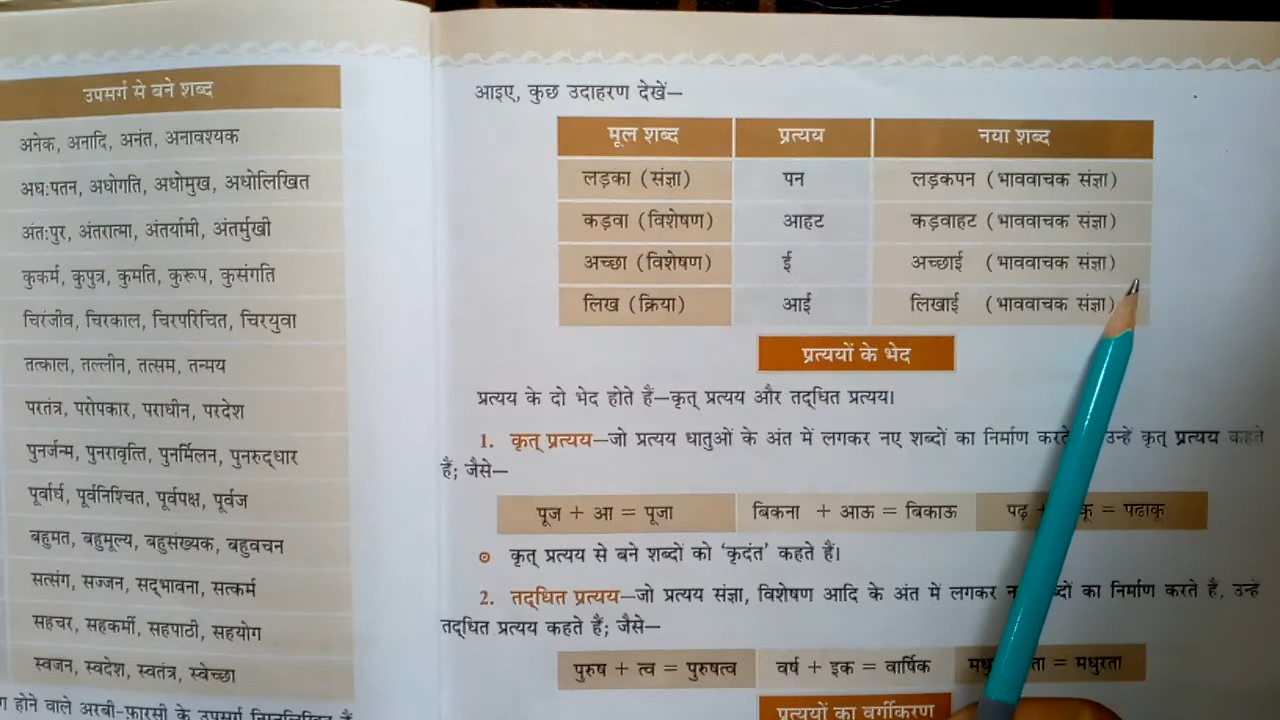 उपसर्ग से बने शब्द
अनेक, अनादि, अनंत, अनावश्यक
अध:पतन, अधोगति, अधोमुख, अधोलिखित
अंत:पुर, अंतरात्मा, अंतर्यामी, अंतर्मुखी
कुकर्म, कुपुत्र, कुमति, कुरूप, कुसंगति
चिरंजीव, चिरकाल, चिरपरिचित, चिरयुवा
तत्काल, तल्लीन, तत्सम, तन्मय
परतंत्र, परोपकार, पराधीन, परदेश
पुनर्जन्म, पुनरावृत्ति, पुनर्मिलन, पुनरुद्धार
पूर्वार्ध, पूर्वनिश्चित, पूर्वपक्ष, पूर्वज
बहुमत, बहुमूल्य, बहुसंख्यक, बहुवचन
सत्संग, सज्जन, सद्भावना, सत्कर्म
सहचर, सहकर्मी, सहपाठी, सहयोग
स्वजन, स्वदेश, स्वतंत्र, स्वेच्छा
होने वाले अरबी-फ़ारसी के उपसर्ग निम्नलिखित हैं
आइए, कुछ उदाहरण देखें—
मूल शब्द प्रत्यय नया शब्द
लड़का (संज्ञा) पन लड़कपन (भाववाचक संज्ञा)
कड़वा (विशेषण) आहट कड़वाहट (भाववाचक संज्ञा)
अच्छा (विशेषण) ई अच्छाई (भाववाचक संज्ञा)
लिख (क्रिया) आई लिखाई (भाववाचक संज्ञा)
प्रत्ययों के भेद
प्रत्यय के दो भेद होते हैं—कृत् प्रत्यय और तद्धित प्रत्यय।
1. कृत् प्रत्यय—जो प्रत्यय धातुओं के अंत में लगकर नए शब्दों का निर्माण करते उन्हें कृत् प्रत्यय कहते
हैं; जैसे—
पूज + आ = पूजा बिकना + आऊ = बिकाऊ पढ़ + कू = पढ़ाकू
कृत् प्रत्यय से बने शब्दों को 'कृदंत' कहते हैं।
2. तद्धित प्रत्यय—जो प्रत्यय संज्ञा, विशेषण आदि के अंत में लगकर का निर्माण करते हैं, उन्हें
तद्धित प्रत्यय कहते हैं; जैसे—
पुरुष + त्व = पुरुषत्व वर्ष + इक = वार्षिक ता = मधुरता
प्रत्ययों का वर्गीकरण